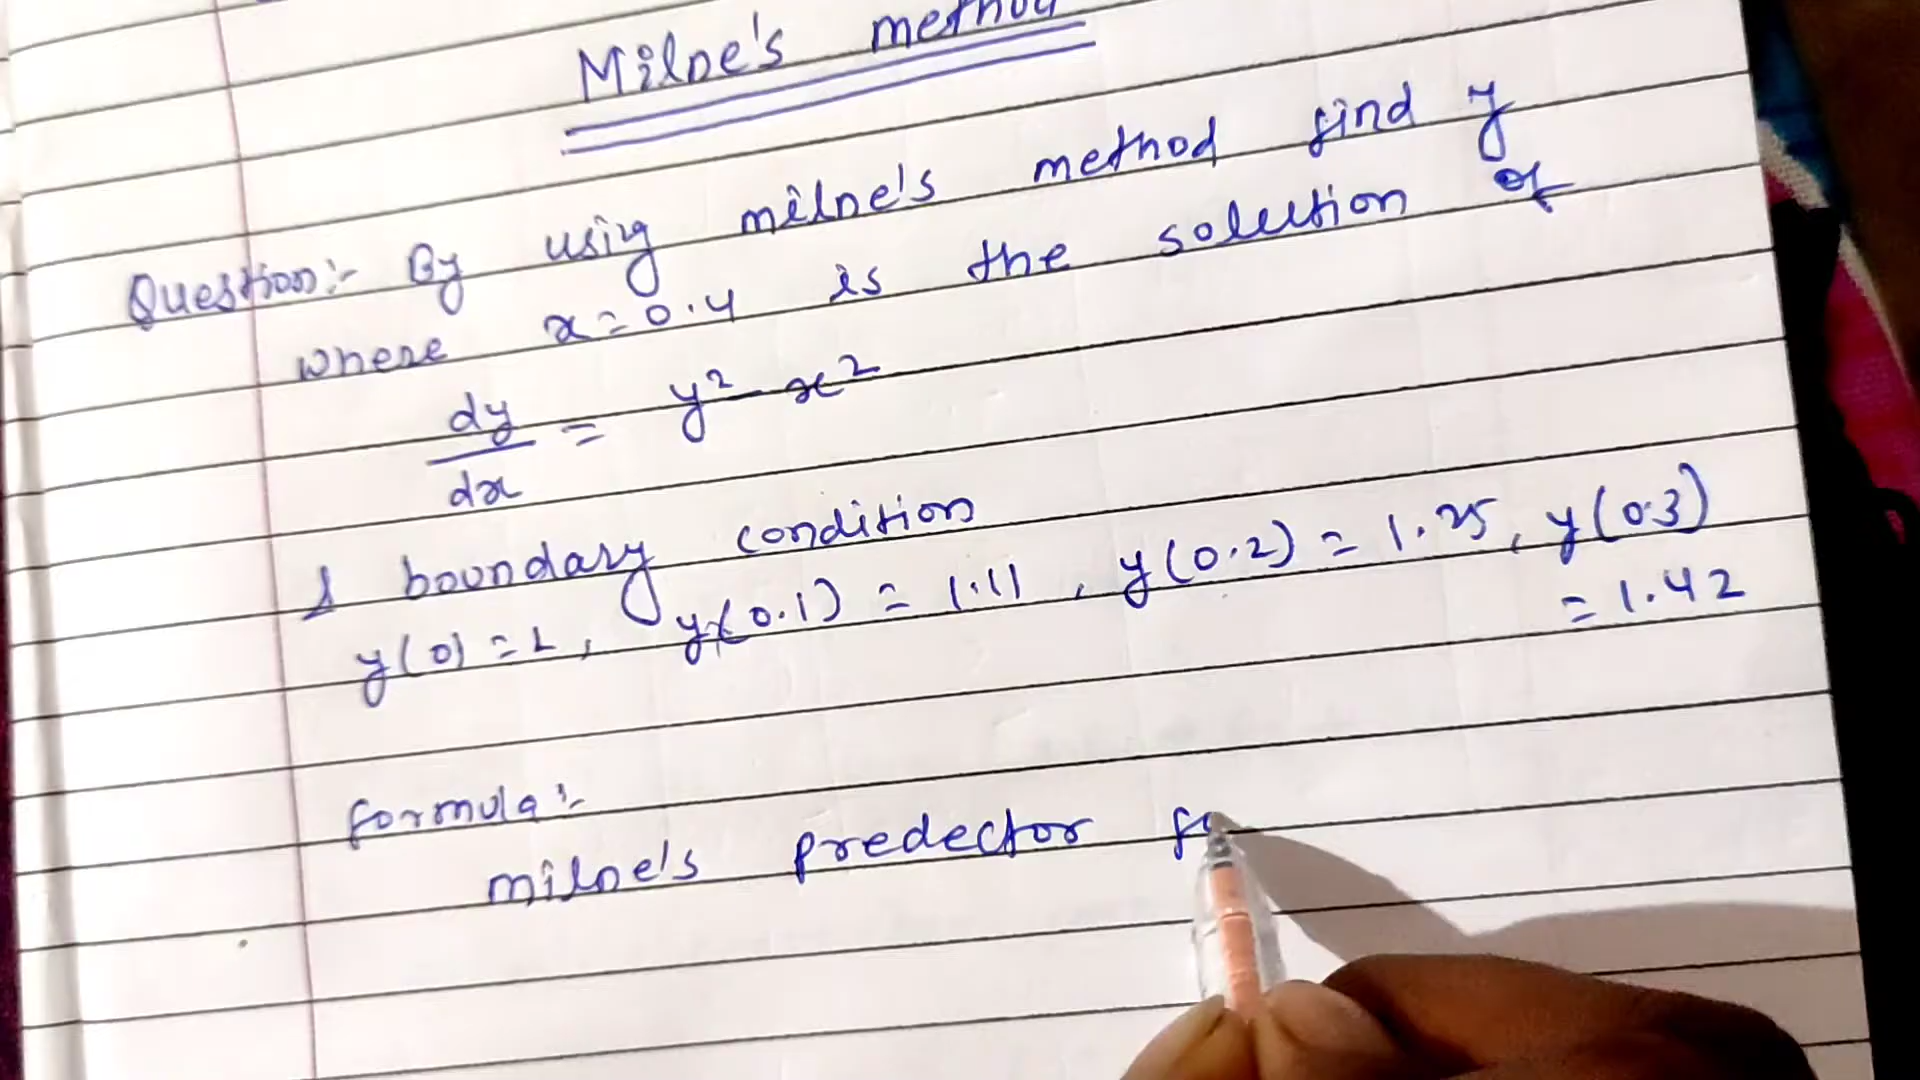 Milne's method
Question:- By using milne's method find y
where x=0.4 is the solution of
dy/dx = y² - x²
& boundary condition
y(0)=1, y(0.1) = 1.11, y(0.2) = 1.25, y(0.3)
= 1.42
formula:-
milne's predector fo